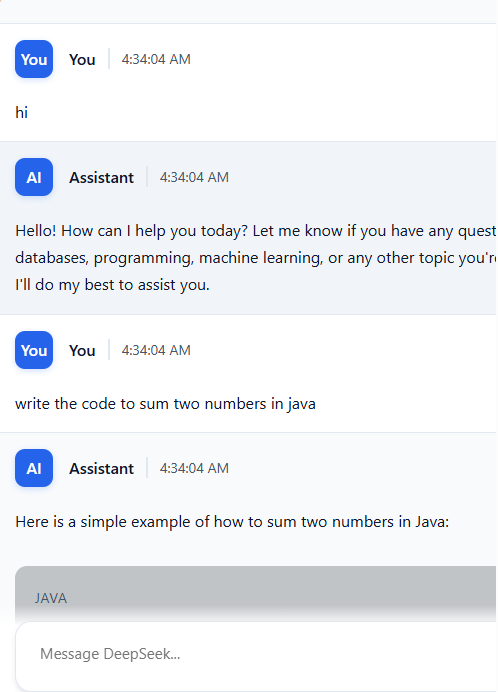 You You 4:34:04 AM
hi
AI Assistant 4:34:04 AM
Hello! How can I help you today? Let me know if you have any quest
databases, programming, machine learning, or any other topic you'r
I'll do my best to assist you.
You You 4:34:04 AM
write the code to sum two numbers in java
AI Assistant 4:34:04 AM
Here is a simple example of how to sum two numbers in Java:
JAVA
Message DeepSeek...